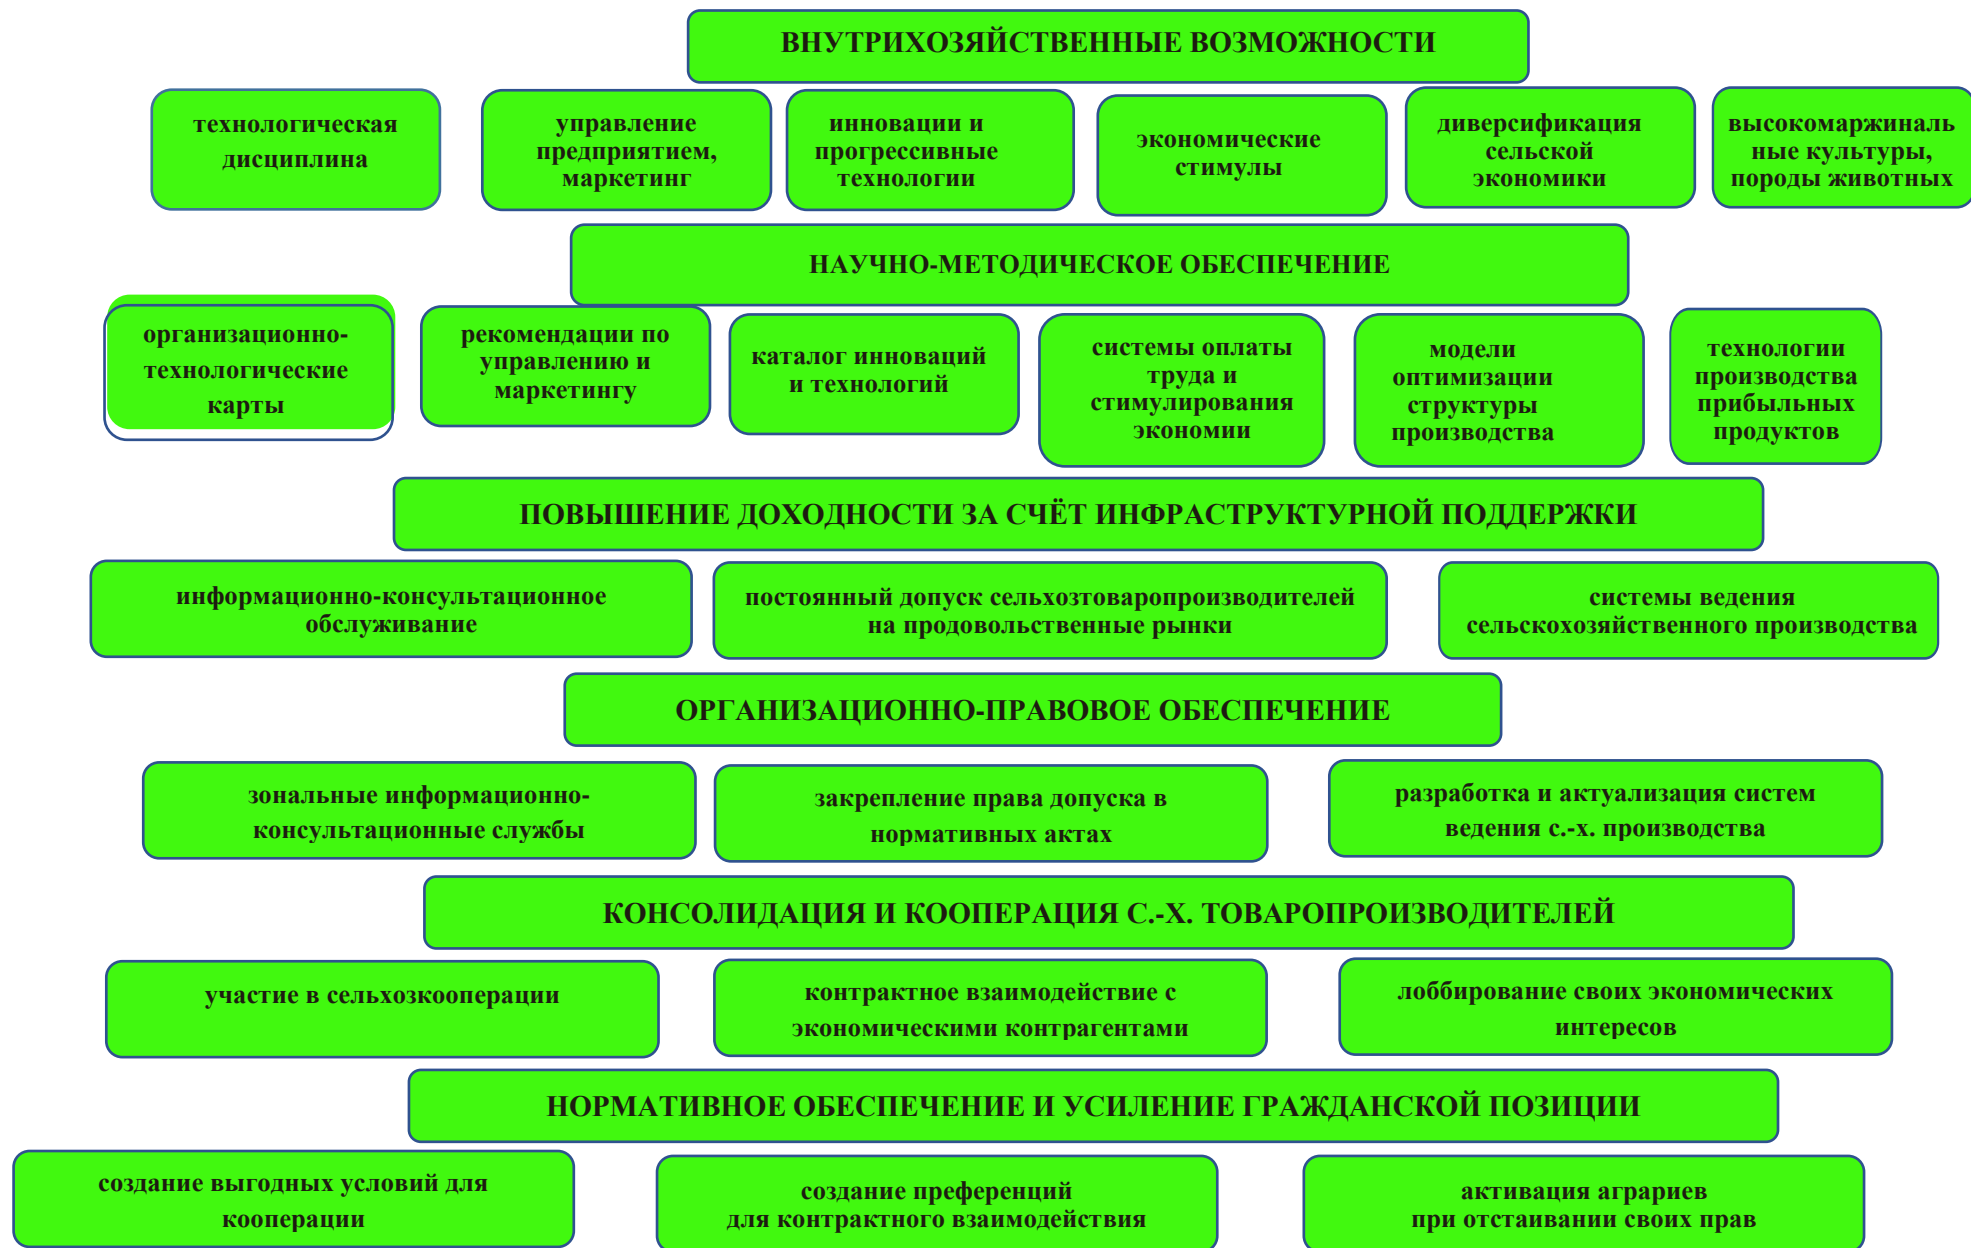 ВНУТРИХОЗЯЙСТВЕННЫЕ ВОЗМОЖНОСТИ
технологическая
дисциплина
управление
предприятием,
маркетинг
инновации и
прогрессивные
технологии
экономические
стимулы
диверсификация
сельской
экономики
высокомаржиналь
ные культуры,
породы животных
НАУЧНО-МЕТОДИЧЕСКОЕ ОБЕСПЕЧЕНИЕ
организационно-
технологические
карты
рекомендации по
управлению и
маркетингу
каталог инноваций
и технологий
системы оплаты
труда и
стимулирования
экономии
модели
оптимизации
структуры
производства
технологии
производства
прибыльных
продуктов
ПОВЫШЕНИЕ ДОХОДНОСТИ ЗА СЧЁТ ИНФРАСТРУКТУРНОЙ ПОДДЕРЖКИ
информационно-консультационное
обслуживание
постоянный допуск сельхозтоваропроизводителей
на продовольственные рынки
системы ведения
сельскохозяйственного производства
ОРГАНИЗАЦИОННО-ПРАВОВОЕ ОБЕСПЕЧЕНИЕ
зональные информационно-
консультационные службы
закрепление права допуска в
нормативных актах
разработка и актуализация систем
ведения с.-х. производства
КОНСОЛИДАЦИЯ И КООПЕРАЦИЯ С.-Х. ТОВАРОПРОИЗВОДИТЕЛЕЙ
участие в сельхозкооперации
контрактное взаимодействие с
экономическими контрагентами
лоббирование своих экономических
интересов
НОРМАТИВНОЕ ОБЕСПЕЧЕНИЕ И УСИЛЕНИЕ ГРАЖДАНСКОЙ ПОЗИЦИИ
создание выгодных условий для
кооперации
создание преференций
для контрактного взаимодействия
активация аграриев
при отстаивании своих прав